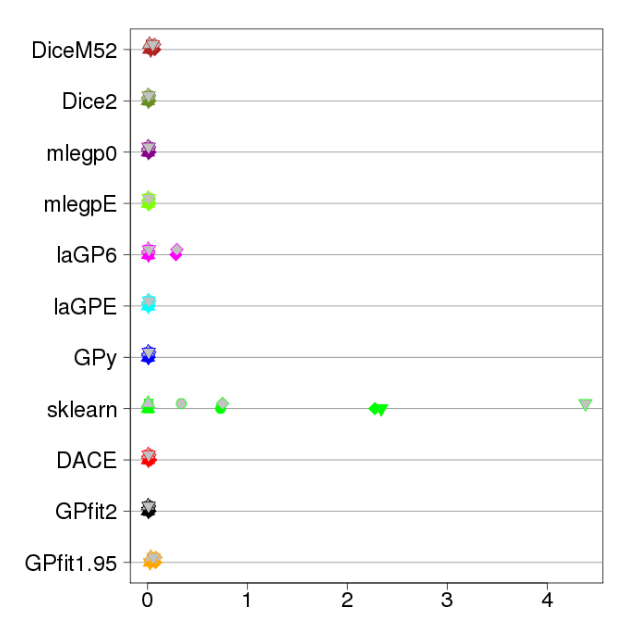 DiceM52
Dice2
mlegp0
mlegpE
laGP6
laGPE
GPy
sklearn
DACE
GPfit2
GPfit1.95
0 1 2 3 4